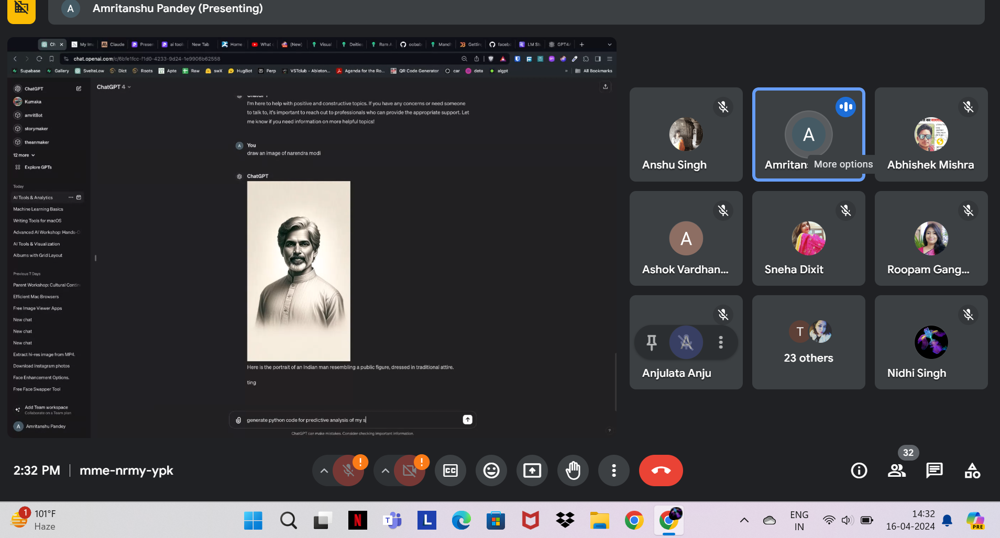 A Amritanshu Pandey (Presenting)
Ch My Im Claude Presen ai tools New Tab Home What (New) Visual Deities Ram A oobab Mandh Getting facebo LM Stu GPT4A
chat.openai.com/c/6bfe1fcc-f1d0-4233-9d24-1e9906b62558
Supabase Gallery SvelteLow Dict Roots Apte Raw swX HugBot Perp VSTclub - Ableton... Agenda for the Ro... QR Code Generator car deta algpt » All Bookmarks
ChatGPT
Kumaka
amritBot
storymaker
theanmaker
12 more
Explore GPTs
Today
AI Tools & Analytics
Machine Learning Basics
Writing Tools for macOS
Advanced AI Workshop: Hands-O
AI Tools & Visualization
Albums with Grid Layout
Previous 7 Days
Parent Workshop: Cultural Contin
Efficient Mac Browsers
Free Image Viewer Apps
New chat
New chat
New chat
Extract hi-res image from MP4.
Download Instagram photos
Face Enhancement Options.
Free Face Swapper Tool
Add Team workspace
Collaborate on a Team plan
A Amritanshu Pandey
ChatGPT 4
ChatGPT
I'm here to help with positive and constructive topics. If you have any concerns or need someone
to talk to, it's important to reach out to professionals who can provide the appropriate support. Let
me know if you need information on more helpful topics!
A You
draw an image of narendra modi
ChatGPT
Here is the portrait of an Indian man resembling a public figure, dressed in traditional attire.
ting
generate python code for predictive analysis of my s
ChatGPT can make mistakes. Consider checking important information.
?
Anshu Singh
A
Amritans
More options
Abhishek Mishra
A
Ashok Vardhan...
Sneha Dixit
Roopam Gang...
A
Anjulata Anju
T
23 others
Nidhi Singh
2:32 PM | mme-nrmy-ypk
! ! CC
32
1 101°F
Haze
N T L
ENG
IN
14:32
16-04-2024
PRE